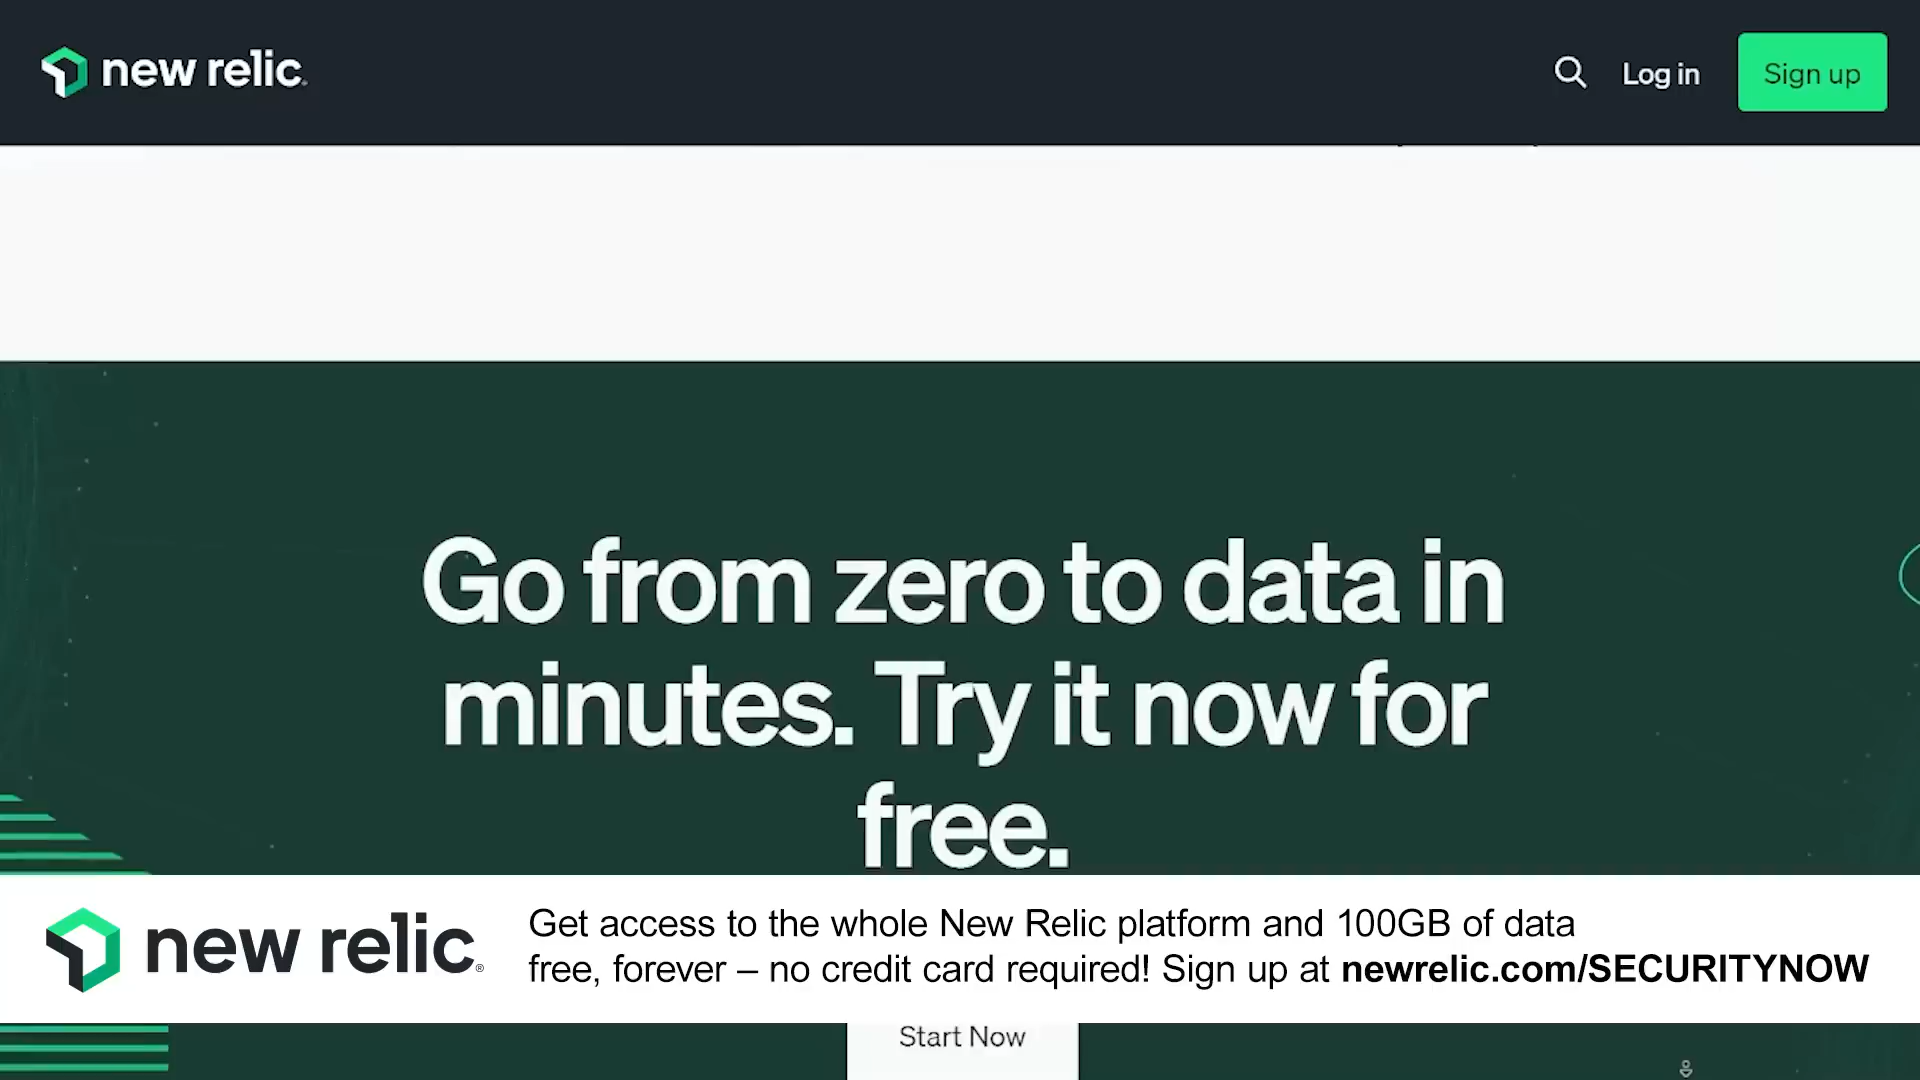 new relic.
Log in
Sign up
Go from zero to data in
minutes. Try it now for
free.
new relic®
Get access to the whole New Relic platform and 100GB of data
free, forever – no credit card required! Sign up at newrelic.com/SECURITYNOW
Start Now